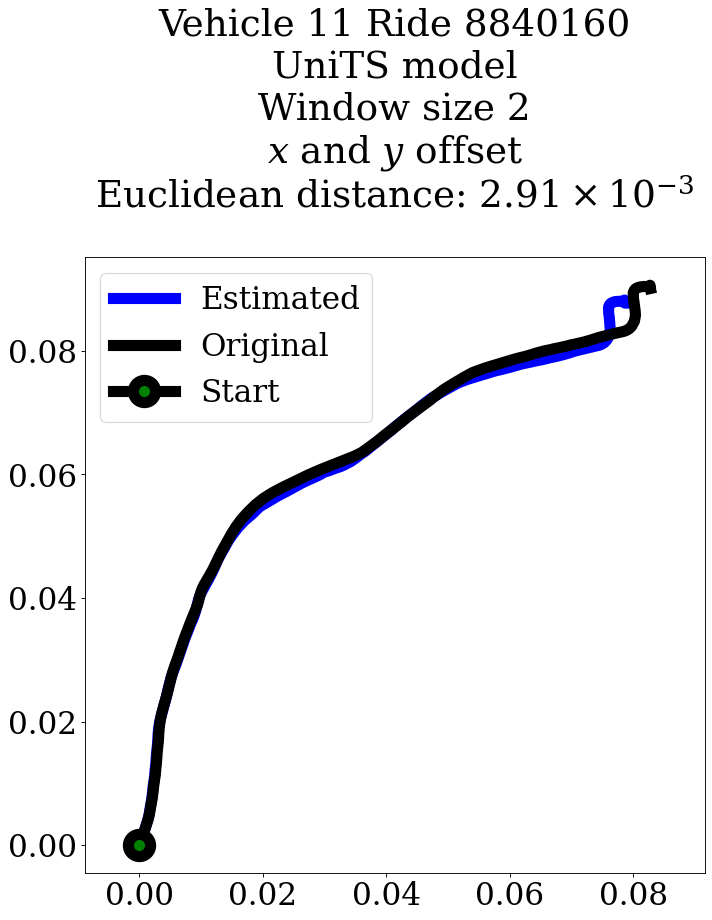 Vehicle 11 Ride 8840160
UniTS model
Window size 2
x and y offset
Euclidean distance: 2.91 × 10⁻³
Estimated
Original
Start
0.08
0.06
0.04
0.02
0.00
0.00 0.02 0.04 0.06 0.08